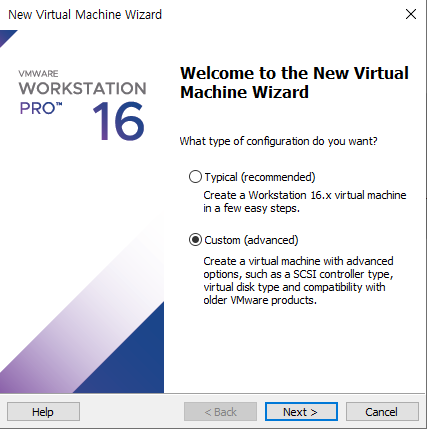 New Virtual Machine Wizard
VMWARE
WORKSTATION
PRO™ 16
Welcome to the New Virtual
Machine Wizard
What type of configuration do you want?
Typical (recommended)
Create a Workstation 16.x virtual machine
in a few easy steps.
Custom (advanced)
Create a virtual machine with advanced
options, such as a SCSI controller type,
virtual disk type and compatibility with
older VMware products.
Help
< Back
Next >
Cancel